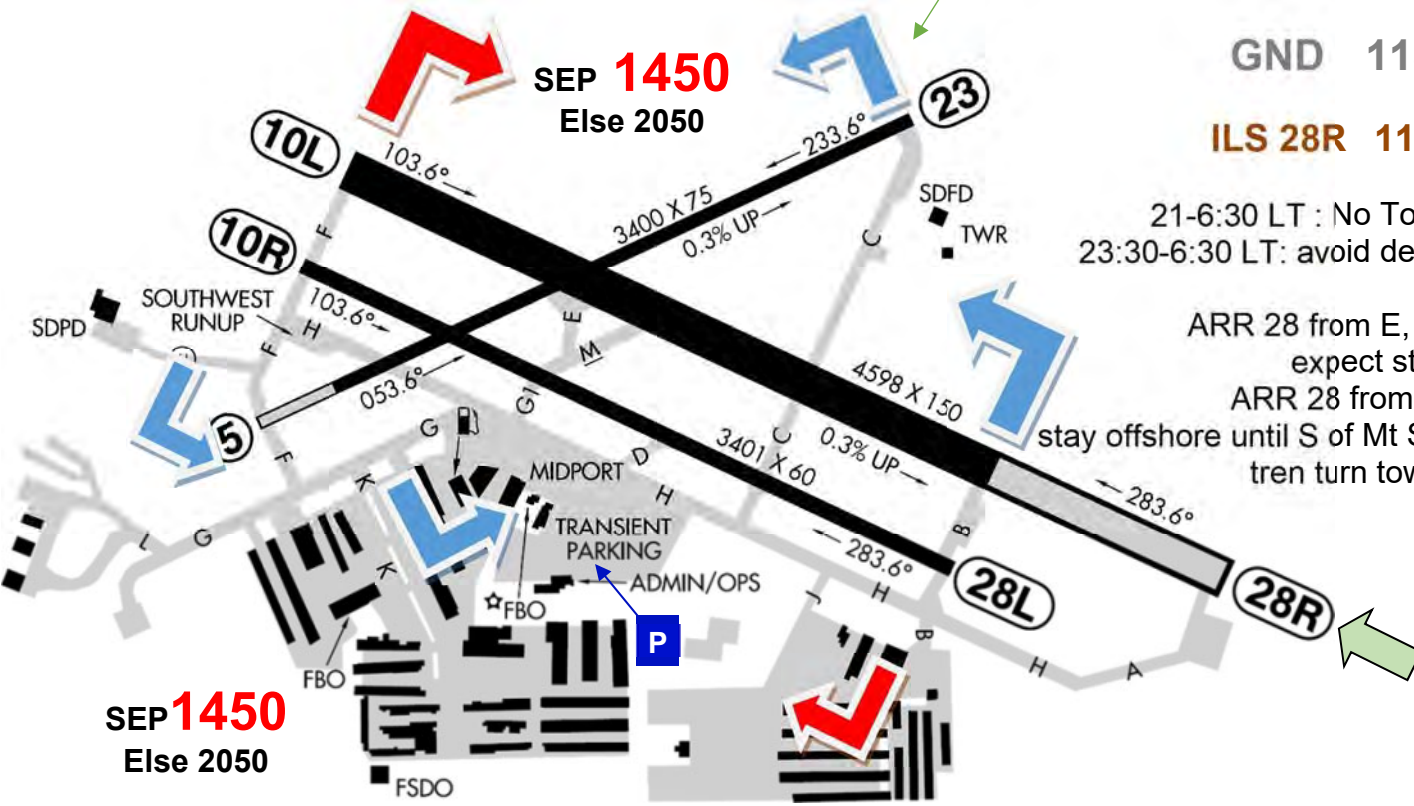 GND 11
ILS 28R 11
21-6:30 LT : No To
23:30-6:30 LT: avoid de
ARR 28 from E,
expect st
ARR 28 from
stay offshore until S of Mt S
tren turn tow
SEP 1450
Else 2050
23
233.6°
10L
103.6°
3400 X 75
0.3% UP
SDFD
TWR
C
F
10R
103.6°
SOUTHWEST
RUNUP
SDPD
H
F
E
M
053.6°
G1
5
F
G
4598 X 150
0.3% UP
C
3401 X 60
D
H
MIDPORT
TRANSIENT
PARKING
283.6°
283.6°
B
28L
28R
K
K
L
G
ADMIN/OPS
FBO
P
FBO
J
H
B
H
A
SEP 1450
Else 2050
FSDO